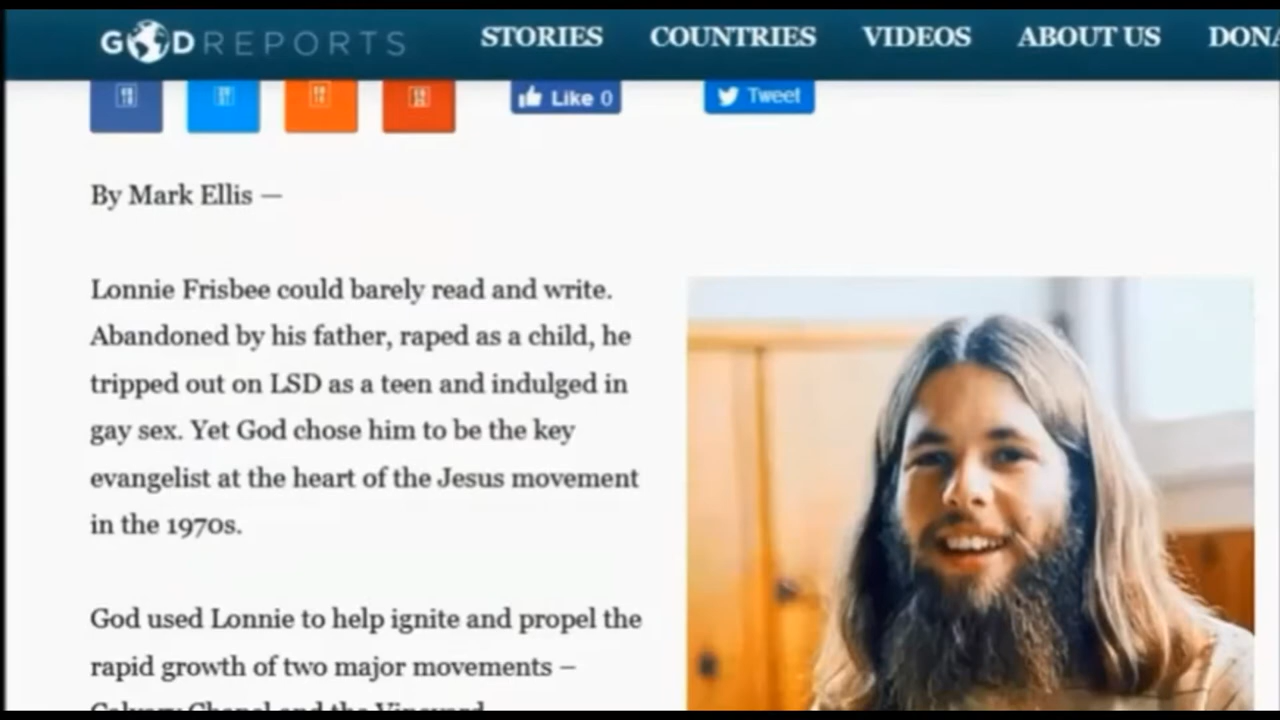 GOD REPORTS
STORIES COUNTRIES VIDEOS ABOUT US DONA
Like 0
Tweet
By Mark Ellis —
Lonnie Frisbee could barely read and write.
Abandoned by his father, raped as a child, he
tripped out on LSD as a teen and indulged in
gay sex. Yet God chose him to be the key
evangelist at the heart of the Jesus movement
in the 1970s.
God used Lonnie to help ignite and propel the
rapid growth of two major movements –
Calvary Chapel and the Vineyard.